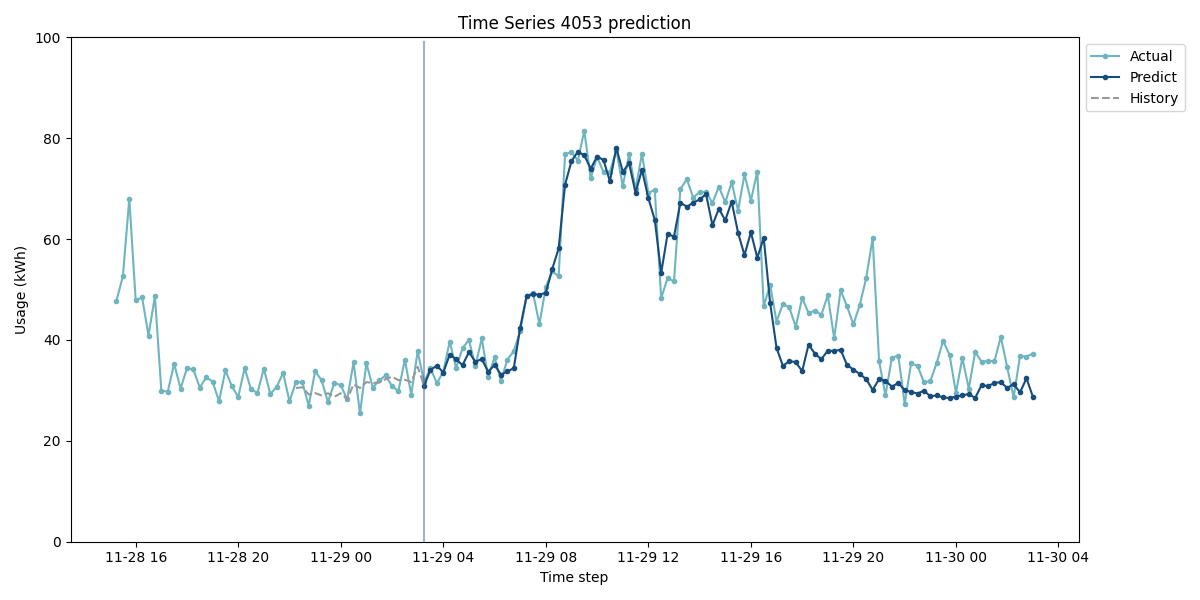 Time Series 4053 prediction
100
80
60
40
20
0
Usage (kWh)
11-28 16
11-28 20
11-29 00
11-29 04
11-29 08
11-29 12
11-29 16
11-29 20
11-30 00
11-30 04
Time step
Actual
Predict
History